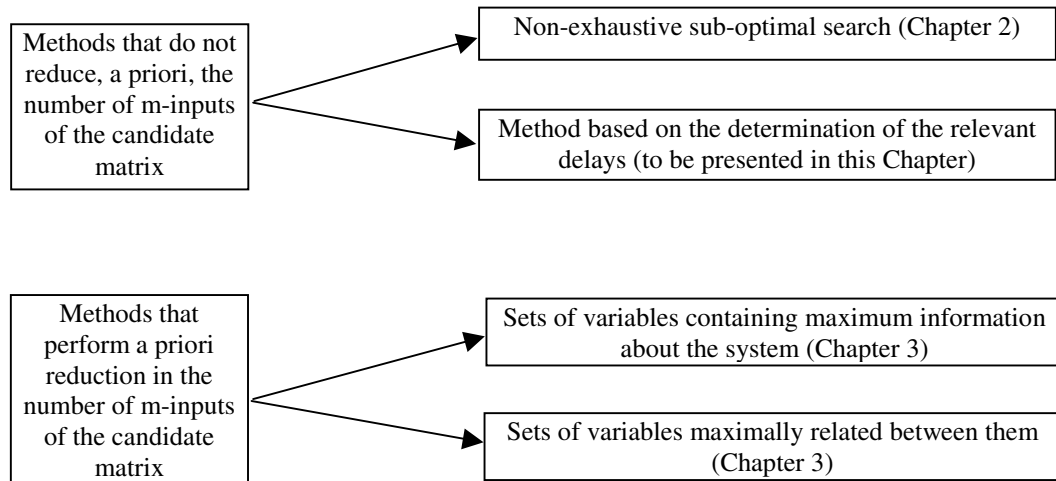 Methods that do not
reduce, a priori, the
number of m-inputs
of the candidate
matrix
Non-exhaustive sub-optimal search (Chapter 2)
Method based on the determination of the relevant
delays (to be presented in this Chapter)
Methods that
perform a priori
reduction in the
number of m-inputs
of the candidate
matrix
Sets of variables containing maximum information
about the system (Chapter 3)
Sets of variables maximally related between them
(Chapter 3)